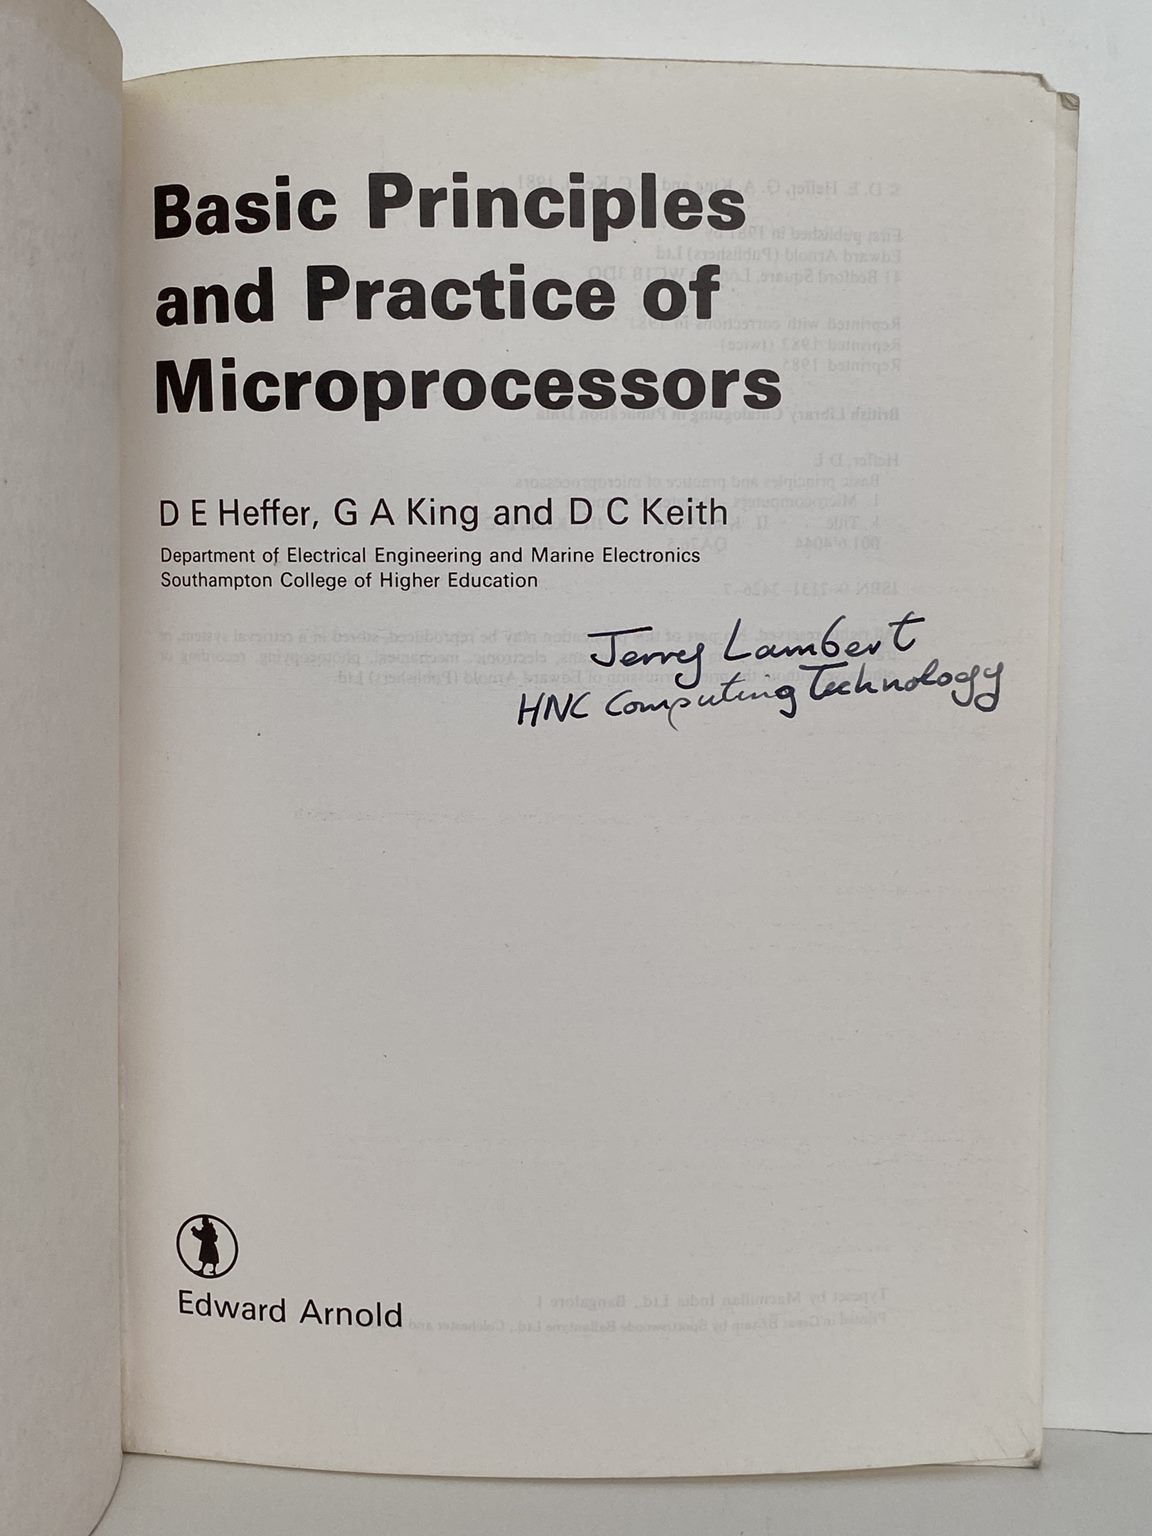 Basic Principles
and Practice of
Microprocessors
D E Heffer, G A King and D C Keith
Department of Electrical Engineering and Marine Electronics
Southampton College of Higher Education
Jerry Lambert
HNC Computing Technology
Edward Arnold